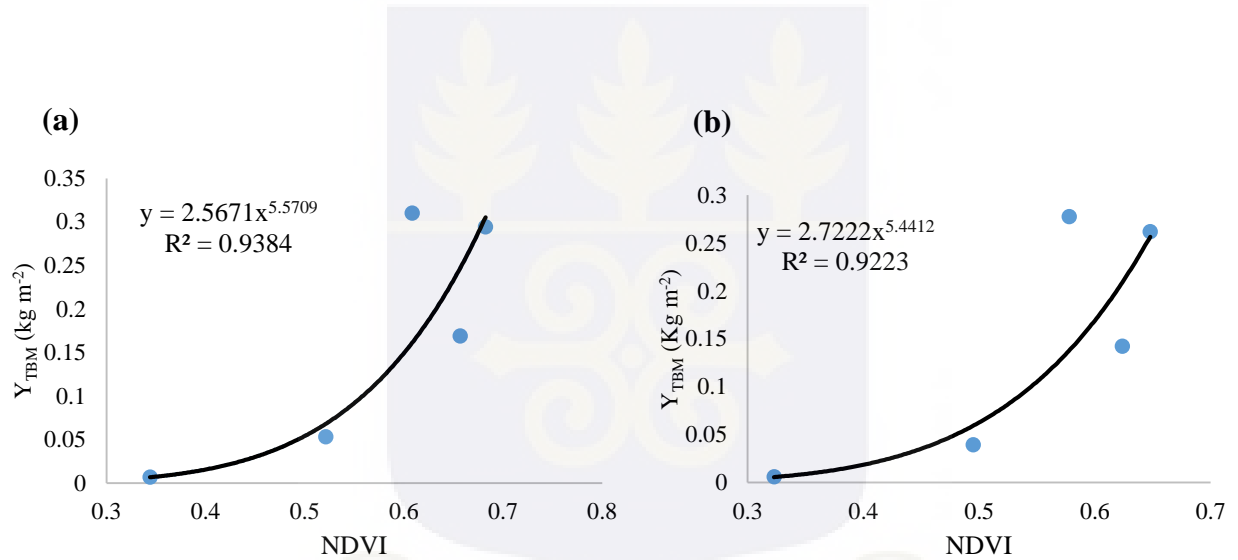 (a)
y = 2.5671x^5.5709
R² = 0.9384
Y_TBM (kg m^-2)
0.35
0.3
0.25
0.2
0.15
0.1
0.05
0
0.3 0.4 0.5 0.6 0.7 0.8
NDVI
(b)
y = 2.7222x^5.4412
R² = 0.9223
Y_TBM (Kg m^-2)
0.3
0.25
0.2
0.15
0.1
0.05
0
0.3 0.4 0.5 0.6 0.7
NDVI